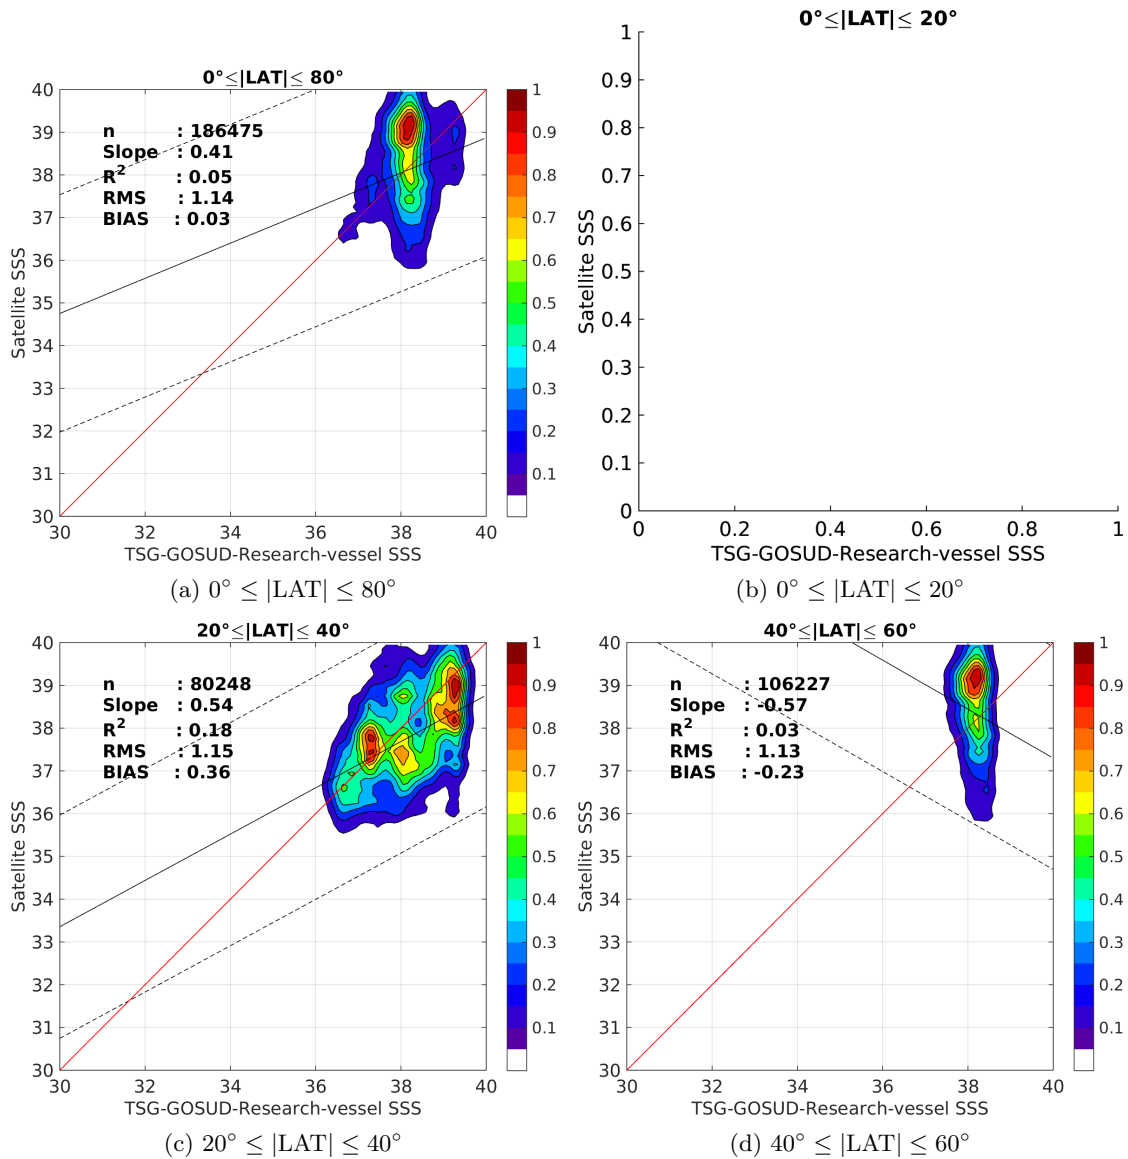 0°≤|LAT|≤ 80°
40
39
38
37
36
35
34
33
32
31
30
Satellite SSS
n : 186475
Slope : 0.41
R2 : 0.05
RMS : 1.14
BIAS : 0.03
30 32 34 36 38 40
TSG-GOSUD-Research-vessel SSS
1
0.9
0.8
0.7
0.6
0.5
0.4
0.3
0.2
0.1
(a) 0° ≤ |LAT| ≤ 80°
0°≤|LAT|≤ 20°
1
0.9
0.8
0.7
0.6
0.5
0.4
0.3
0.2
0.1
0
Satellite SSS
0 0.2 0.4 0.6 0.8 1
TSG-GOSUD-Research-vessel SSS
(b) 0° ≤ |LAT| ≤ 20°
20°≤|LAT|≤ 40°
40
39
38
37
36
35
34
33
32
31
30
Satellite SSS
n : 80248
Slope : 0.54
R2 : 0.18
RMS : 1.15
BIAS : 0.36
30 32 34 36 38 40
TSG-GOSUD-Research-vessel SSS
1
0.9
0.8
0.7
0.6
0.5
0.4
0.3
0.2
0.1
(c) 20° ≤ |LAT| ≤ 40°
40°≤|LAT|≤ 60°
40
39
38
37
36
35
34
33
32
31
30
Satellite SSS
n : 106227
Slope : -0.57
R2 : 0.03
RMS : 1.13
BIAS : -0.23
30 32 34 36 38 40
TSG-GOSUD-Research-vessel SSS
1
0.9
0.8
0.7
0.6
0.5
0.4
0.3
0.2
0.1
(d) 40° ≤ |LAT| ≤ 60°